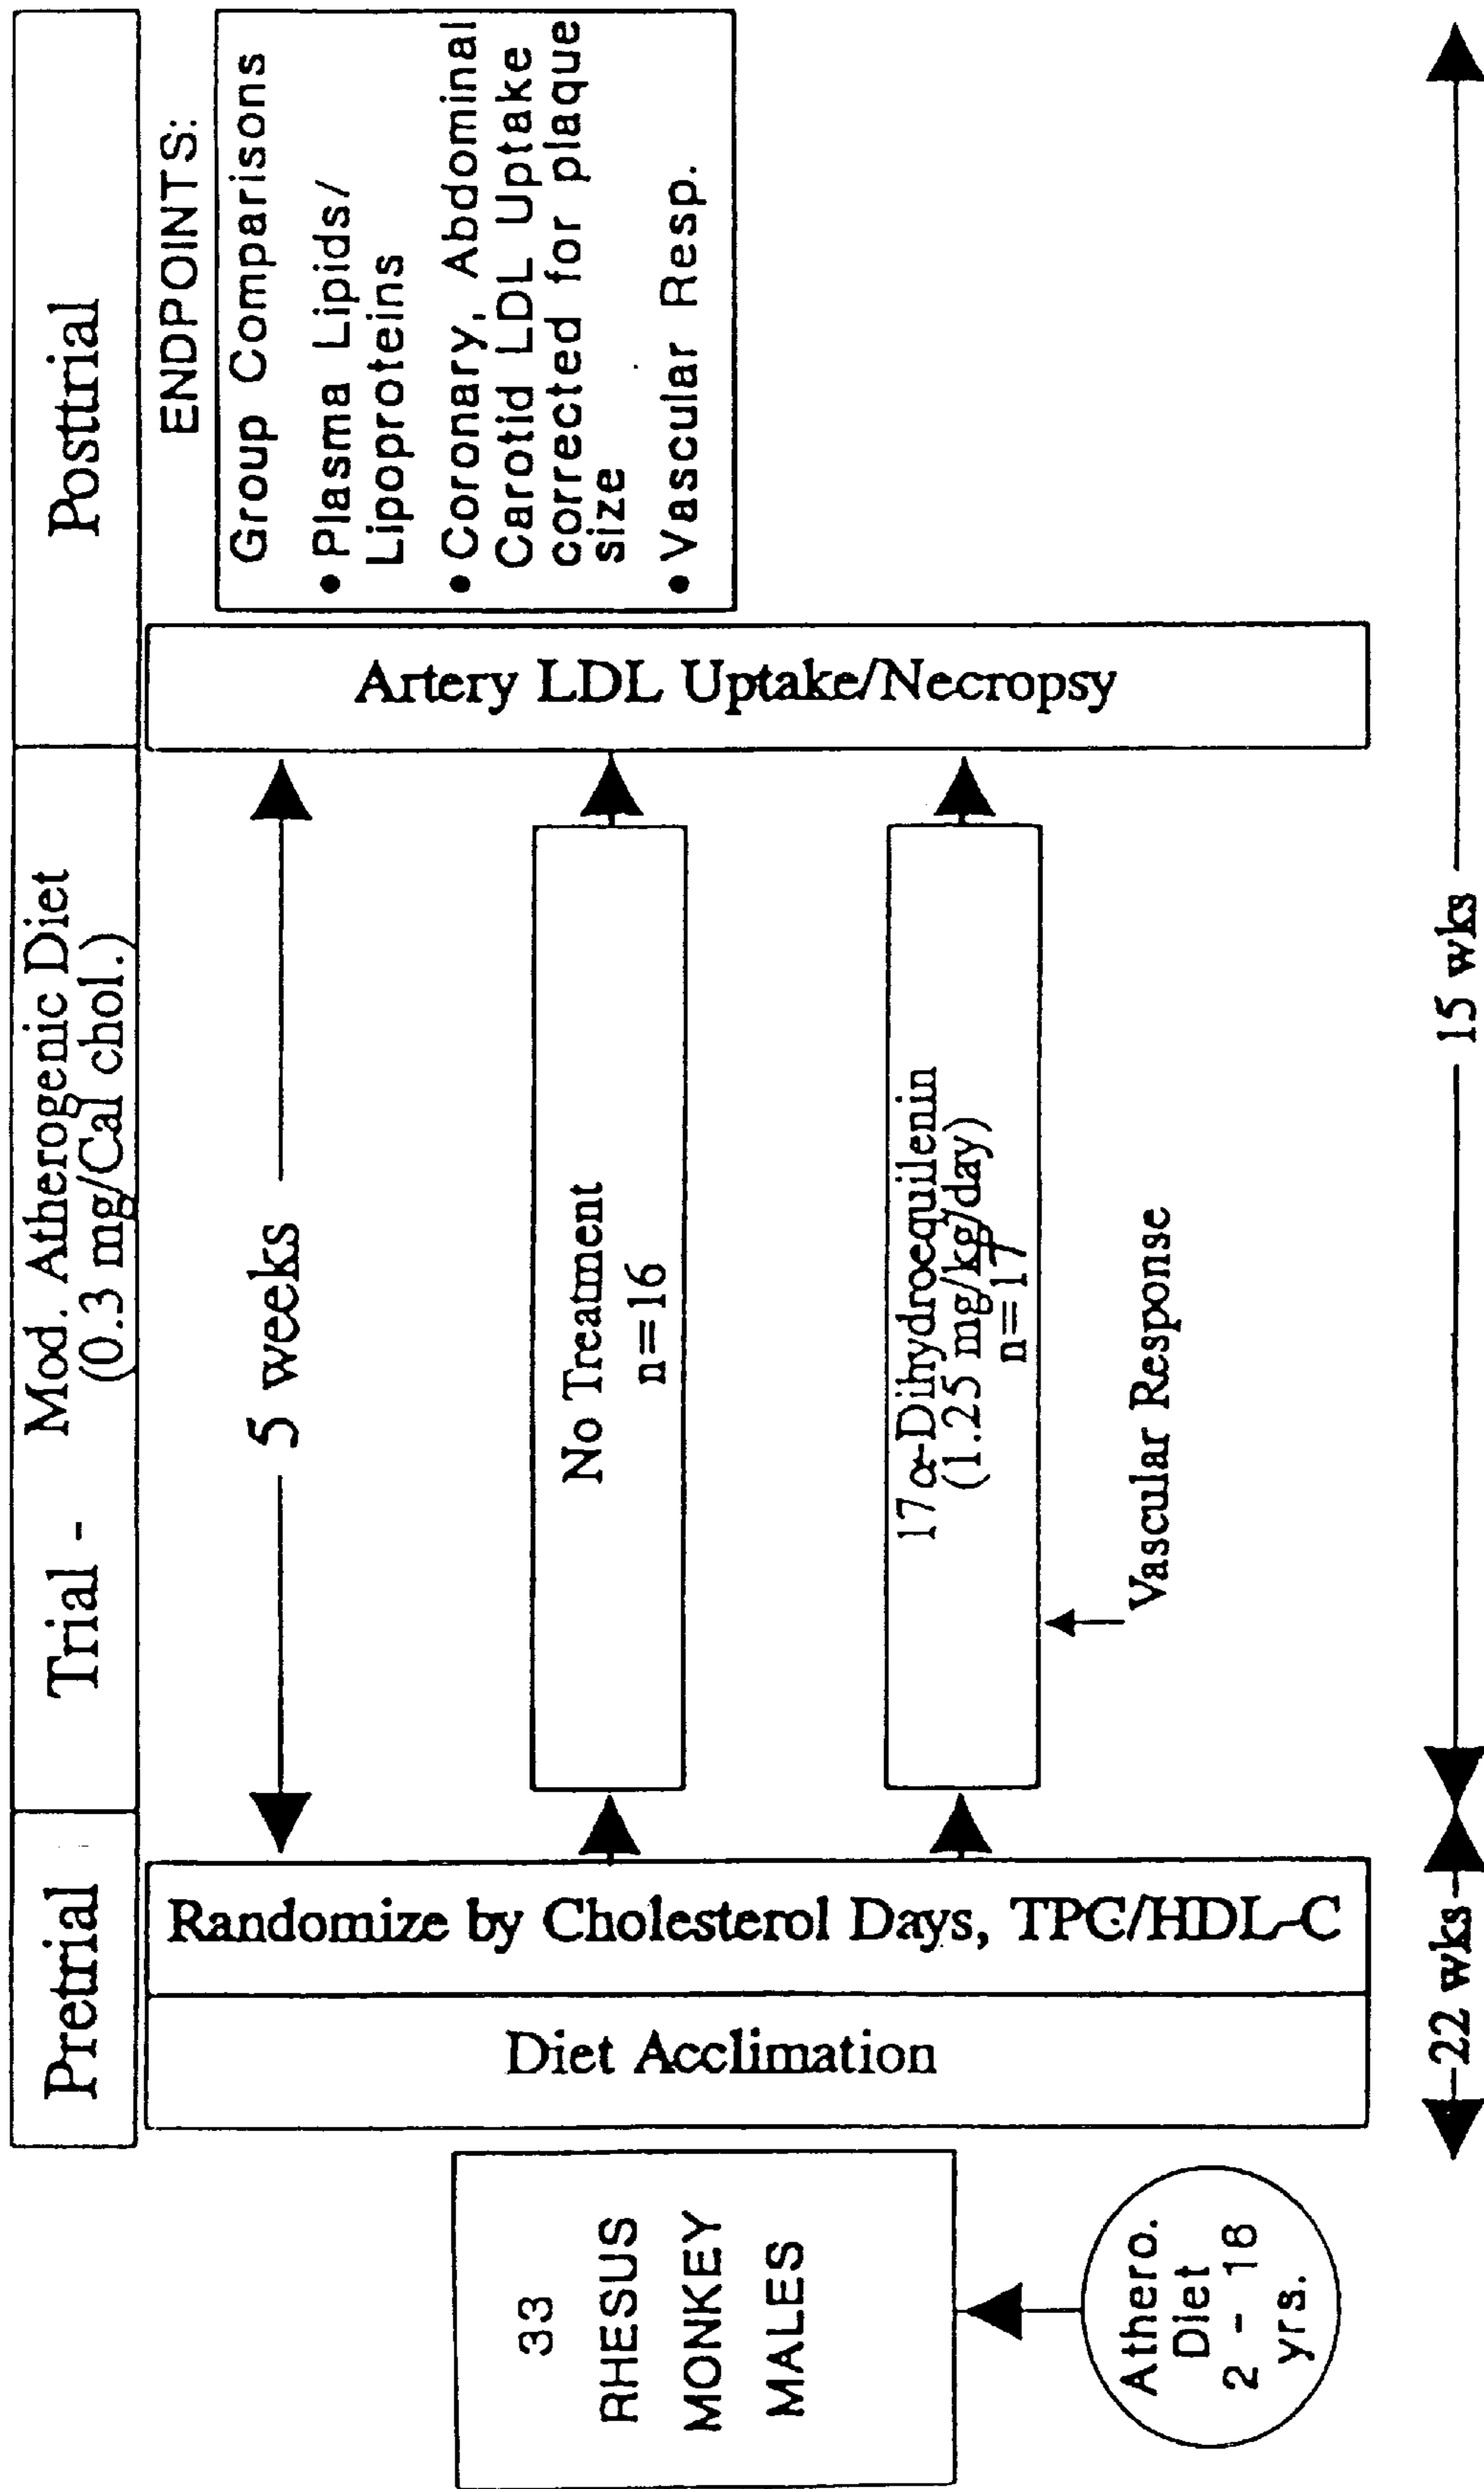 Pretrial
Trial - Mod. Atherogenic Diet
(0.3 mg/Cal chol.)
Posttrial
33
RHESUS
MONKEY
MALES
Athero.
Diet
2 - 18
yrs.
Diet Acclimation
Randomize by Cholesterol Days, TPC/HDL-C
5 weeks
No Treatment
n=16
17α-Dihydroequilenin
(1.25 mg/kg/day)
n=17
Vascular Response
Artery LDL Uptake/Necropsy
ENDPOINTS:
Group Comparisons
• Plasma Lipids/
Lipoproteins
• Coronary, Abdominal
Carotid LDL Uptake
corrected for plaque
size
• Vascular Resp.
22 wks
15 wks